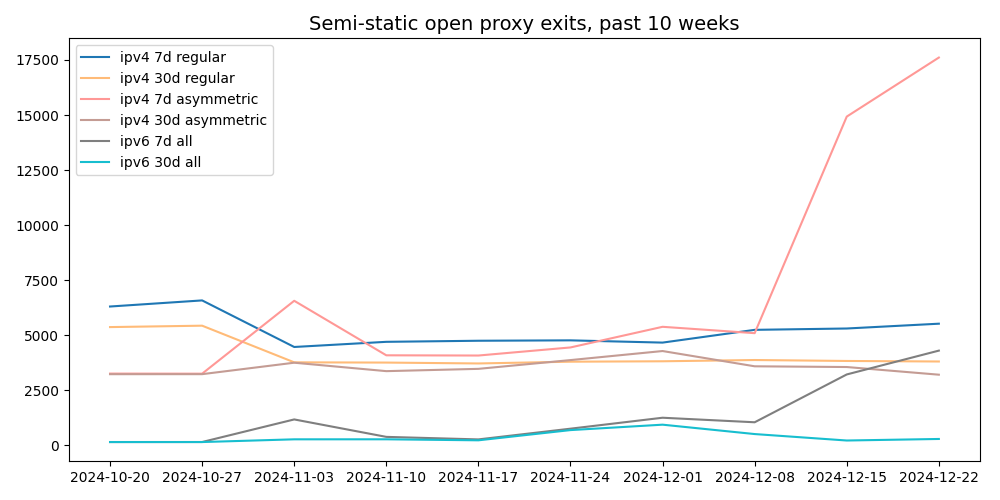 Semi-static open proxy exits, past 10 weeks
ipv4 7d regular
ipv4 30d regular
ipv4 7d asymmetric
ipv4 30d asymmetric
ipv6 7d all
ipv6 30d all
17500
15000
12500
10000
7500
5000
2500
0
2024-10-20 2024-10-27 2024-11-03 2024-11-10 2024-11-17 2024-11-24 2024-12-01 2024-12-08 2024-12-15 2024-12-22